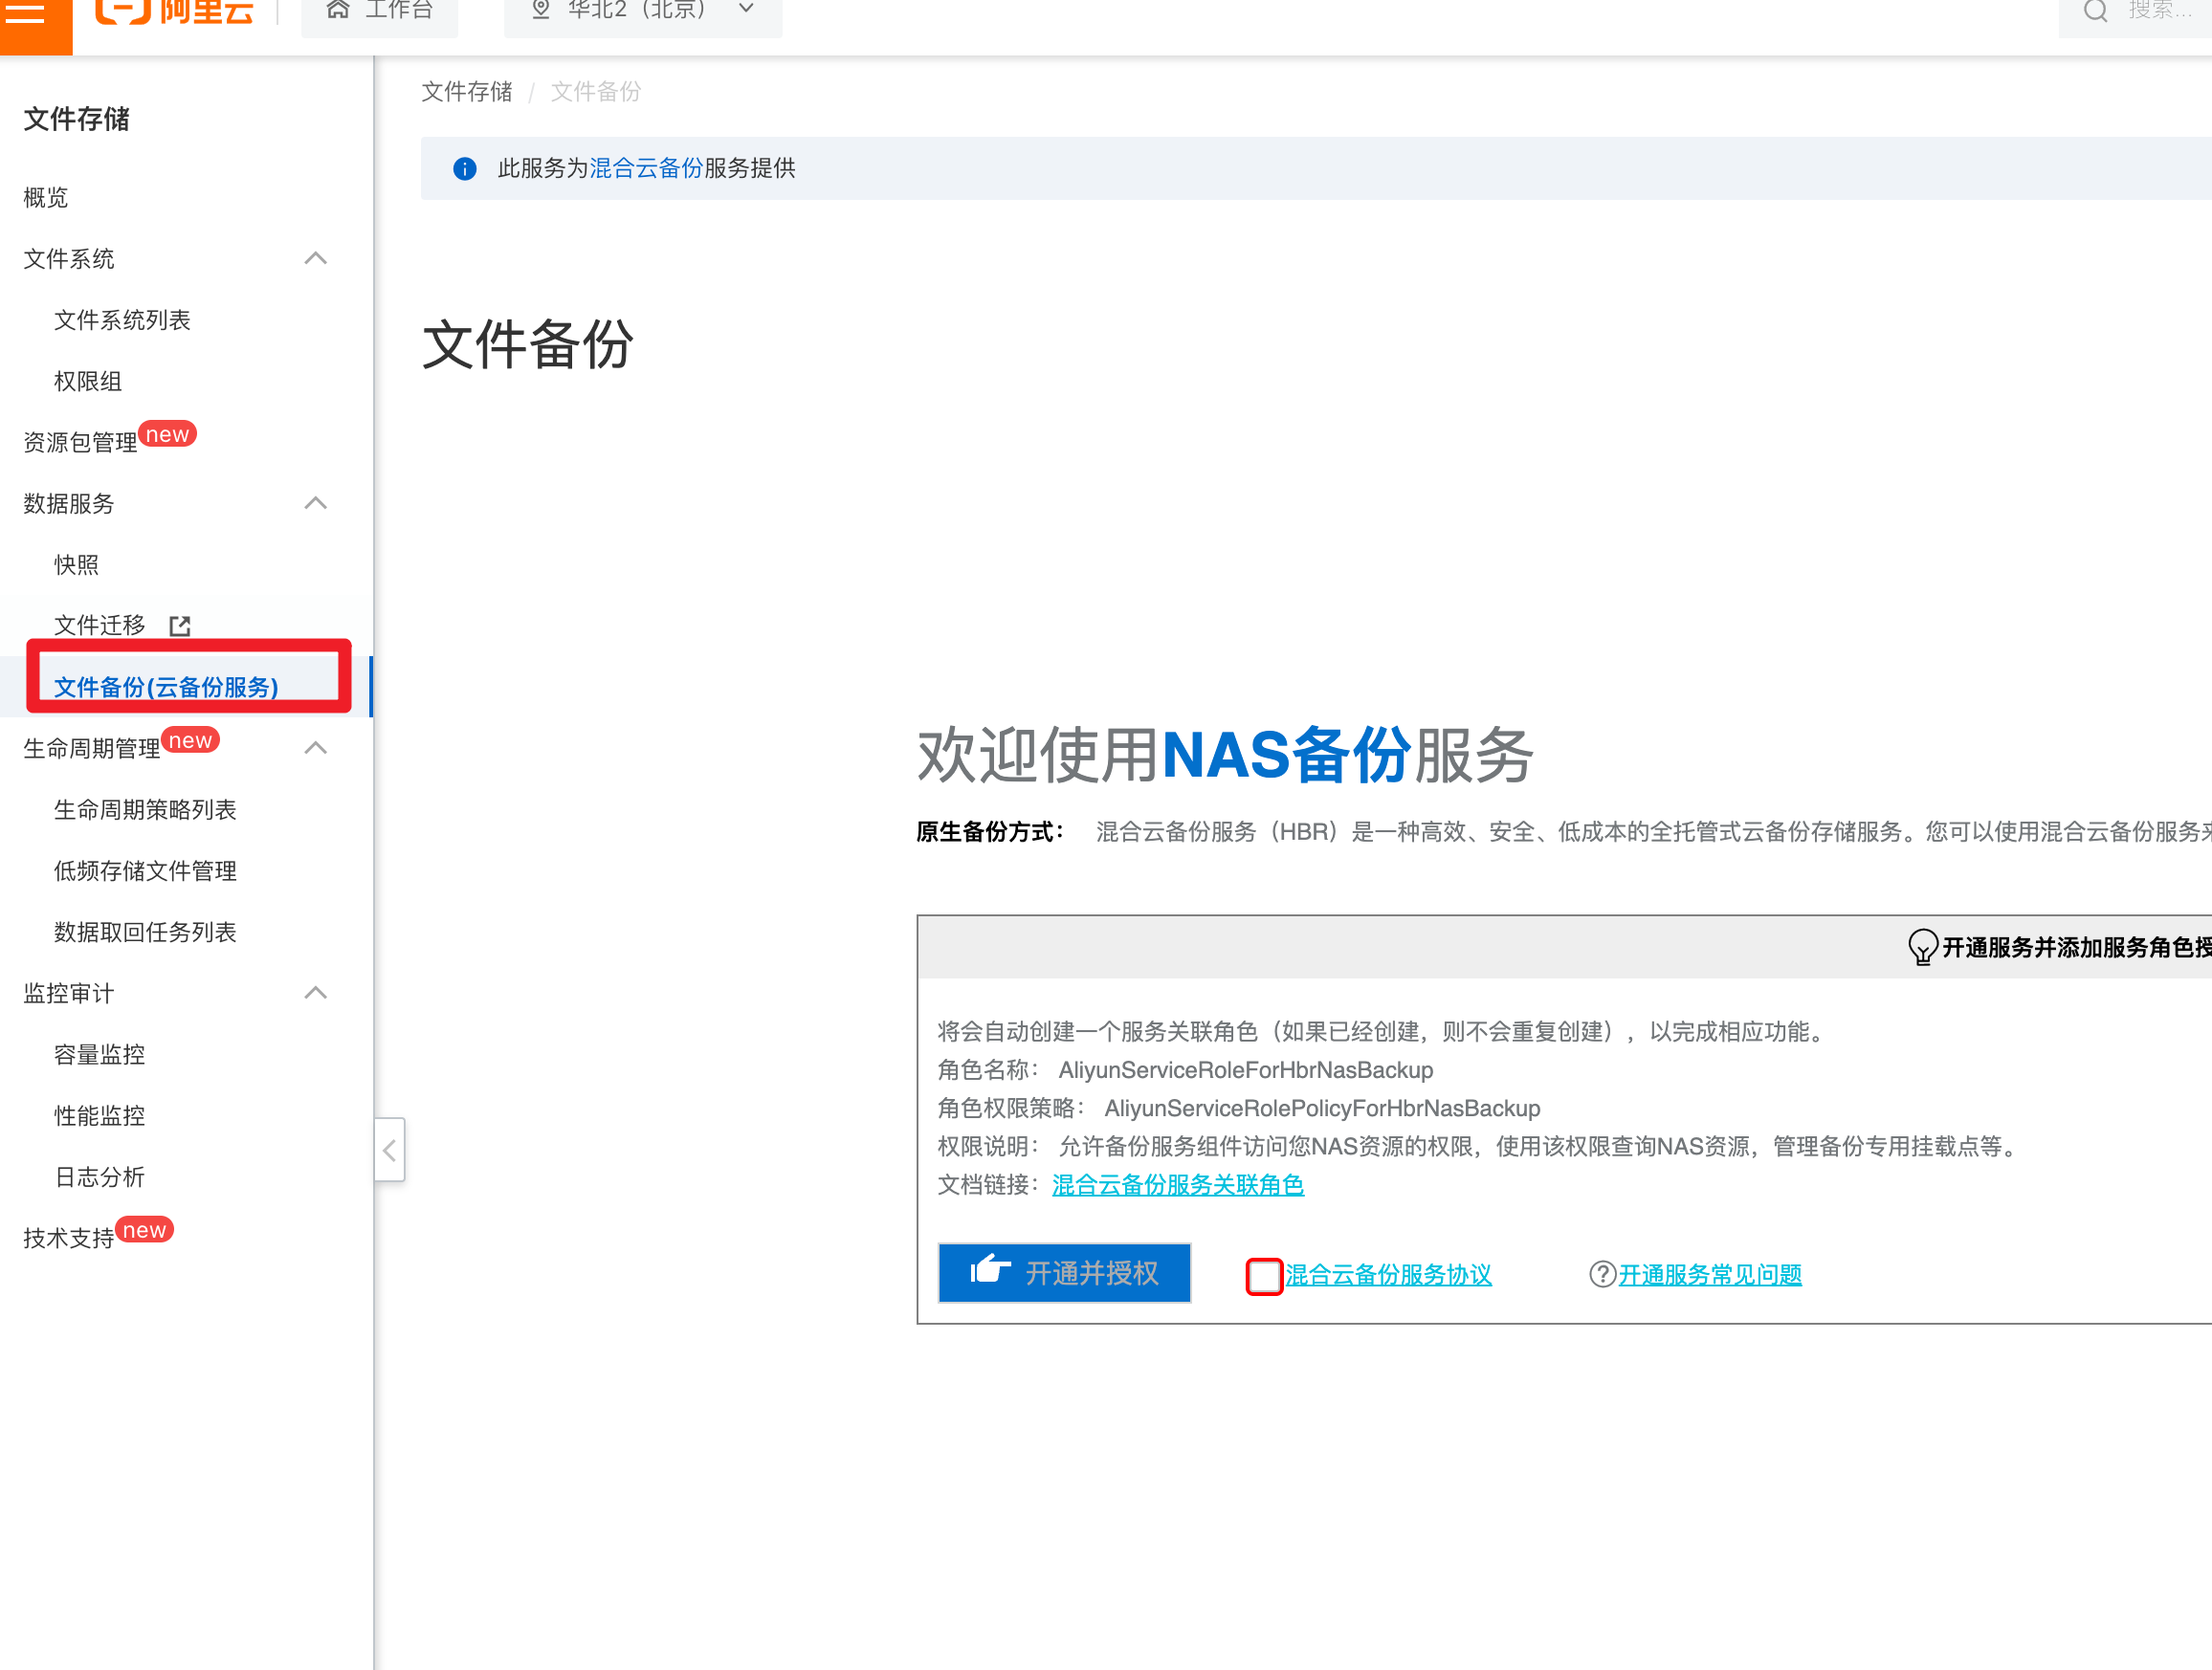 阿里云
工作台
华北2（北京）
搜索...
文件存储
概览
文件系统
文件系统列表
权限组
资源包管理 new
数据服务
快照
文件迁移
文件备份(云备份服务)
生命周期管理 new
生命周期策略列表
低频存储文件管理
数据取回任务列表
监控审计
容量监控
性能监控
日志分析
技术支持 new
文件存储 / 文件备份
此服务为混合云备份服务提供
文件备份
欢迎使用NAS备份服务
原生备份方式： 混合云备份服务（HBR）是一种高效、安全、低成本的全托管式云备份存储服务。您可以使用混合云备份服务
开通服务并添加服务角色
将会自动创建一个服务关联角色（如果已经创建，则不会重复创建），以完成相应功能。
角色名称： AliyunServiceRoleForHbrNasBackup
角色权限策略： AliyunServiceRolePolicyForHbrNasBackup
权限说明： 允许备份服务组件访问您NAS资源的权限，使用该权限查询NAS资源，管理备份专用挂载点等。
文档链接：混合云备份服务关联角色
开通并授权
混合云备份服务协议
开通服务常见问题